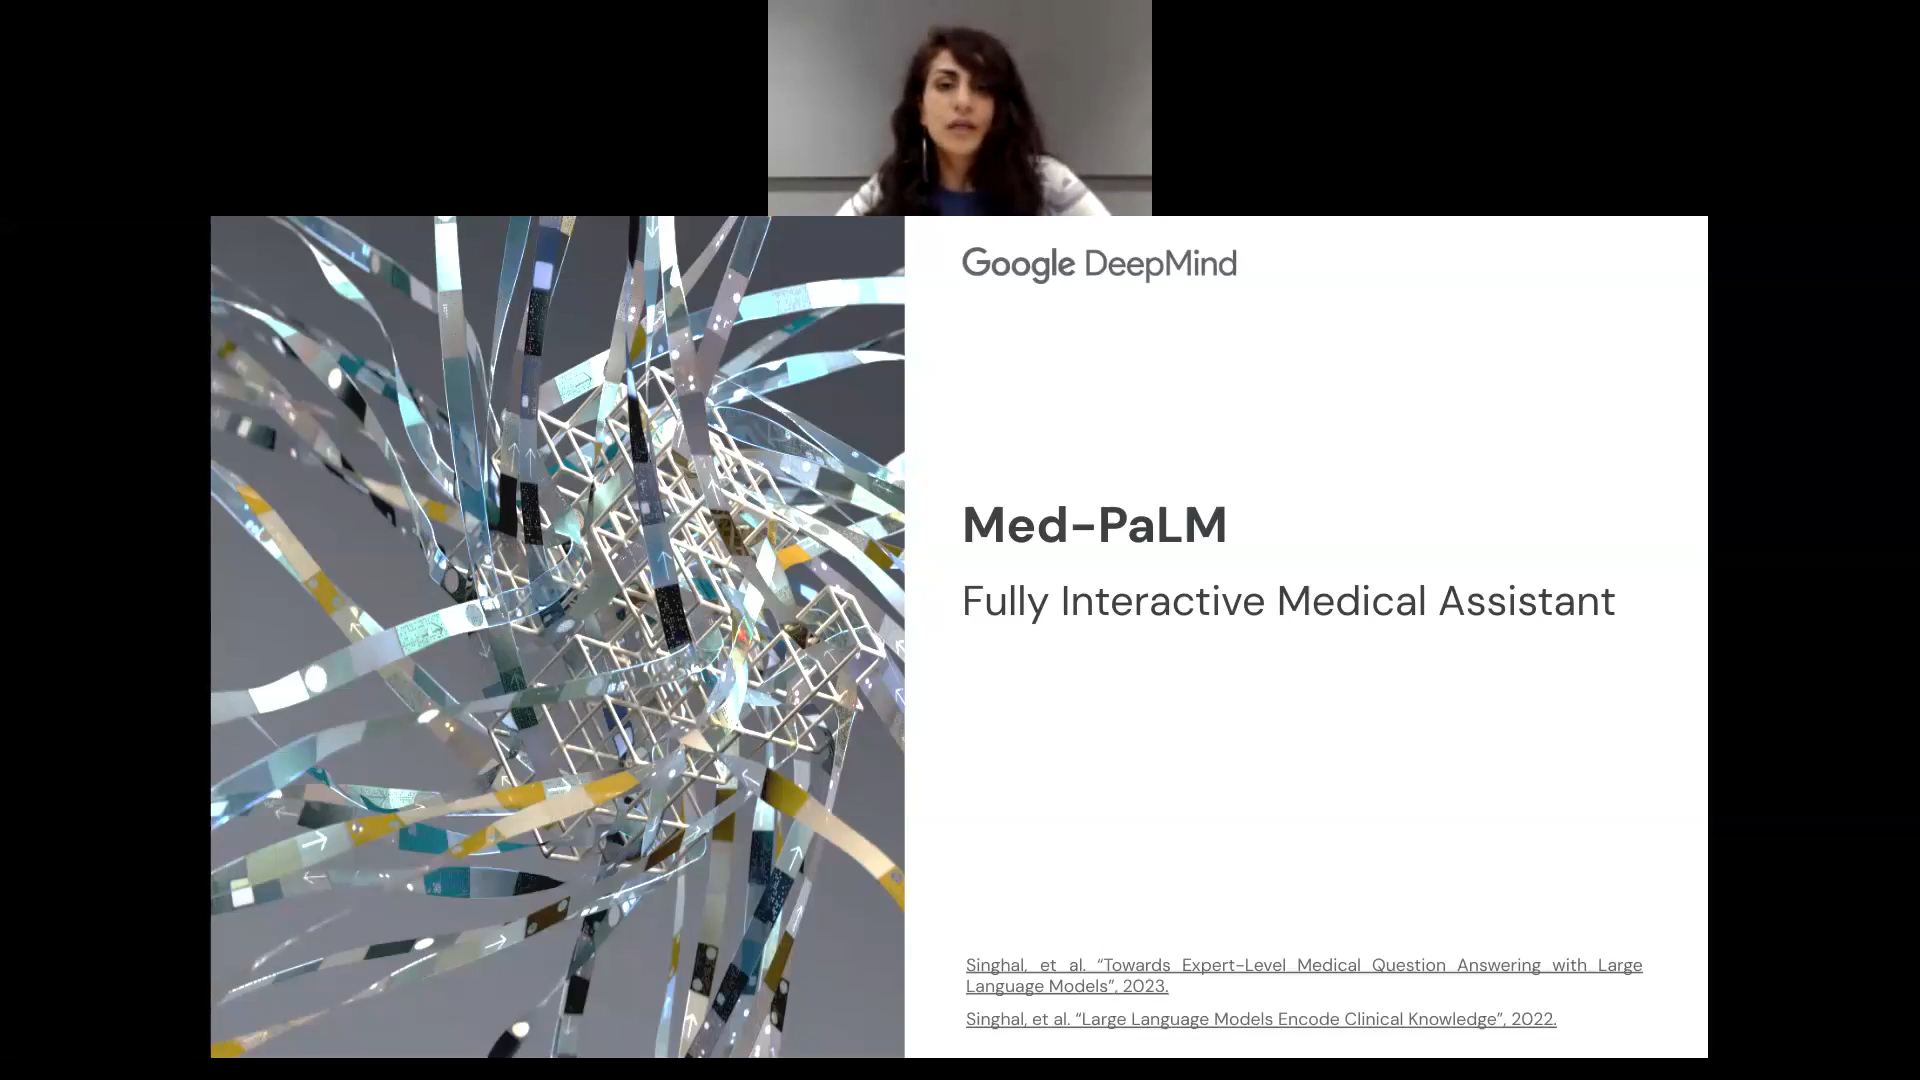 Google DeepMind
Med-PaLM
Fully Interactive Medical Assistant
Singhal, et al. “Towards Expert-Level Medical Question Answering with Large
Language Models”, 2023.
Singhal, et al. “Large Language Models Encode Clinical Knowledge”, 2022.